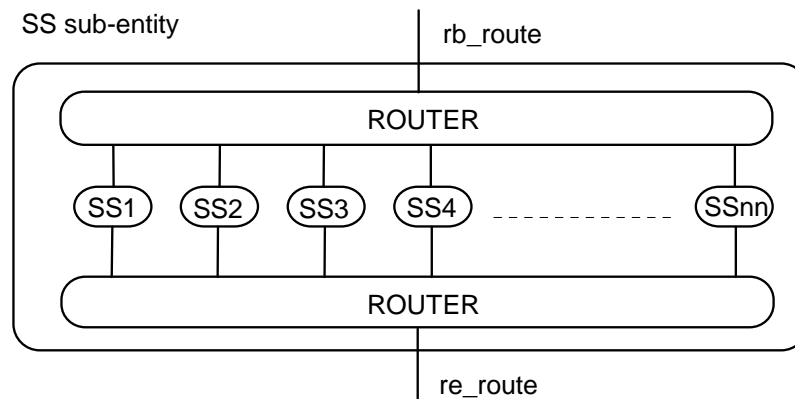 SS sub-entity
rb_route
ROUTER
SS1 SS2 SS3 SS4 SSnn
ROUTER
re_route